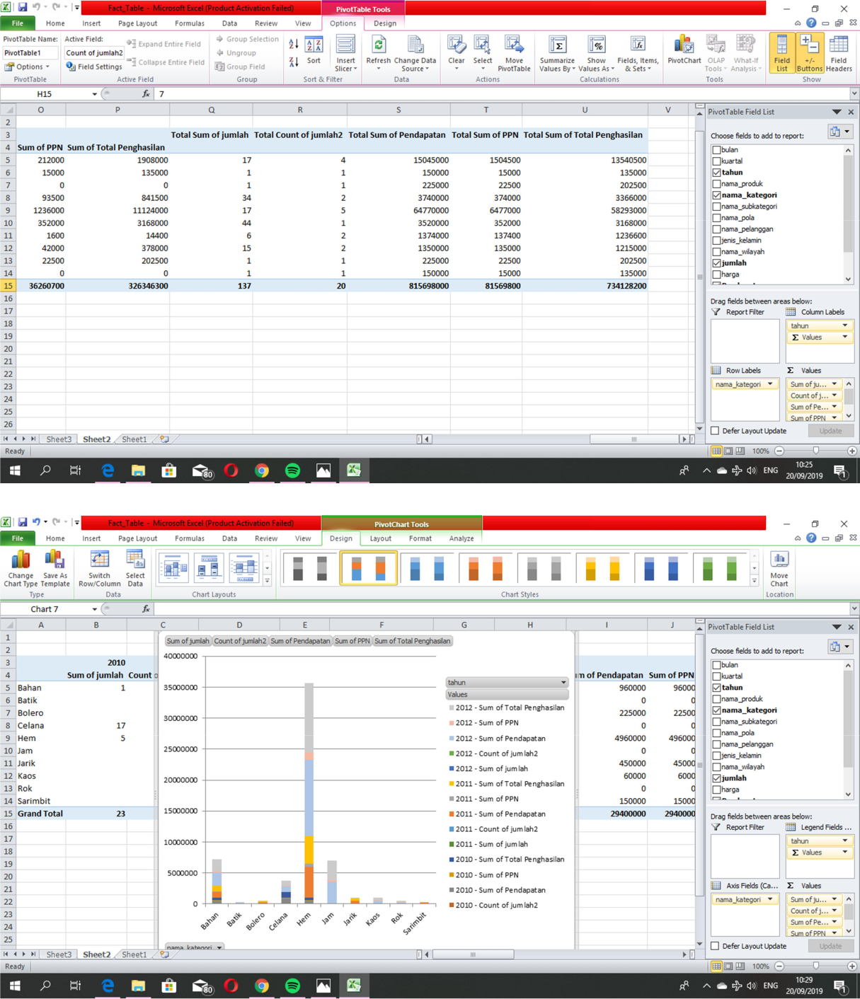 Fact_Table - Microsoft Excel (Product Activation Failed)
PivotTable Tools
File Home Insert Page Layout Formulas Data Review View Options Design
PivotTable Name: Active Field:
PivotTable1 Count of jumlah2
Options Field Settings
Expand Entire Field
Collapse Entire Field
Group Selection
Ungroup
Group Field
Sort
Insert Slicer
Refresh
Change Data Source
Clear
Select
Move PivotTable
Summarize Values By
Show Values As
Fields, Items, & Sets
PivotChart
OLAP Tools
What-If Analysis
Field List
+/- Buttons
Field Headers
PivotTable Active Field Group Sort & Filter Data Actions Calculations Tools Show
H15 fx 7
O P Q R S T U V
2
3 Total Sum of jumlah Total Count of jumlah2 Total Sum of Pendapatan Total Sum of PPN Total Sum of Total Penghasilan
4 Sum of PPN Sum of Total Penghasilan
5 212000 1908000 17 4 15045000 1504500 13540500
6 15000 135000 1 1 150000 15000 135000
7 0 0 1 1 225000 22500 202500
8 93500 841500 34 2 3740000 374000 3366000
9 1236000 11124000 17 5 64770000 6477000 58293000
10 352000 3168000 44 1 3520000 352000 3168000
11 1600 14400 6 2 1374000 137400 1236600
12 42000 378000 15 2 1350000 135000 1215000
13 22500 202500 1 1 225000 22500 202500
14 0 0 1 1 150000 15000 135000
15 36260700 326346300 137 20 815698000 81569800 734128200
16
17
18
19
20
21
22
23
24
25
26
PivotTable Field List
Choose fields to add to report:
bulan
kuartal
tahun
nama_produk
nama_kategori
nama_subkategori
nama_pola
nama_pelanggan
jenis_kelamin
nama_wilayah
jumlah
harga
Drag fields between areas below:
Report Filter Column Labels
tahun
Σ Values
Row Labels Σ Values
nama_kategori Sum of ju...
Count of j...
Sum of Pe...
Sum of PPN
Defer Layout Update Update
Sheet3 Sheet2 Sheet1
Ready 100%
80
ENG
10:25
20/09/2019
1
Fact_Table - Microsoft Excel (Product Activation Failed)
PivotChart Tools
File Home Insert Page Layout Formulas Data Review View Design Layout Format Analyze
Change Chart Type
Save As Template
Switch Row/Column
Select Data
Move Chart
Type Data Chart Layouts Chart Styles Location
Chart 7 fx
A B C D E F G H I J
1
2
3 2010
4 Sum of jumlah Count o m of Pendapatan Sum of PPN
5 Bahan 1 960000 96000
6 Batik 0 0
7 Bolero 225000 22500
8 Celana 17 0 0
9 Hem 5 4960000 496000
10 Jam 0 0
11 Jarik 450000 45000
12 Kaos 60000 6000
13 Rok 0 0
14 Sarimbit 150000 15000
15 Grand Total 23 29400000 2940000
16
17
18
19
20
21
22
23
24
25
Sum of jumlah Count of jumlah2 Sum of Pendapatan Sum of PPN Sum of Total Penghasilan
40000000
35000000
30000000
25000000
20000000
15000000
10000000
5000000
0
Bahan Batik Bolero Celana Hem Jam Jarik Kaos Rok Sarimbit
nama_kategori
tahun
Values
2012 - Sum of Total Penghasilan
2012 - Sum of PPN
2012 - Sum of Pendapatan
2012 - Count of jumlah2
2012 - Sum of jumlah
2011 - Sum of Total Penghasilan
2011 - Sum of PPN
2011 - Sum of Pendapatan
2011 - Count of jumlah2
2011 - Sum of jumlah
2010 - Sum of Total Penghasilan
2010 - Sum of PPN
2010 - Sum of Pendapatan
2010 - Count of jumlah2
PivotTable Field List
Choose fields to add to report:
bulan
kuartal
tahun
nama_produk
nama_kategori
nama_subkategori
nama_pola
nama_pelanggan
jenis_kelamin
nama_wilayah
jumlah
harga
Drag fields between areas below:
Report Filter Legend Fields ...
tahun
Σ Values
Axis Fields (Ca... Σ Values
nama_kategori Sum of ju...
Count of j...
Sum of Pe...
Sum of PPN
Defer Layout Update Update
Sheet3 Sheet2 Sheet1
Ready 100%
80
ENG
10:29
20/09/2019
1